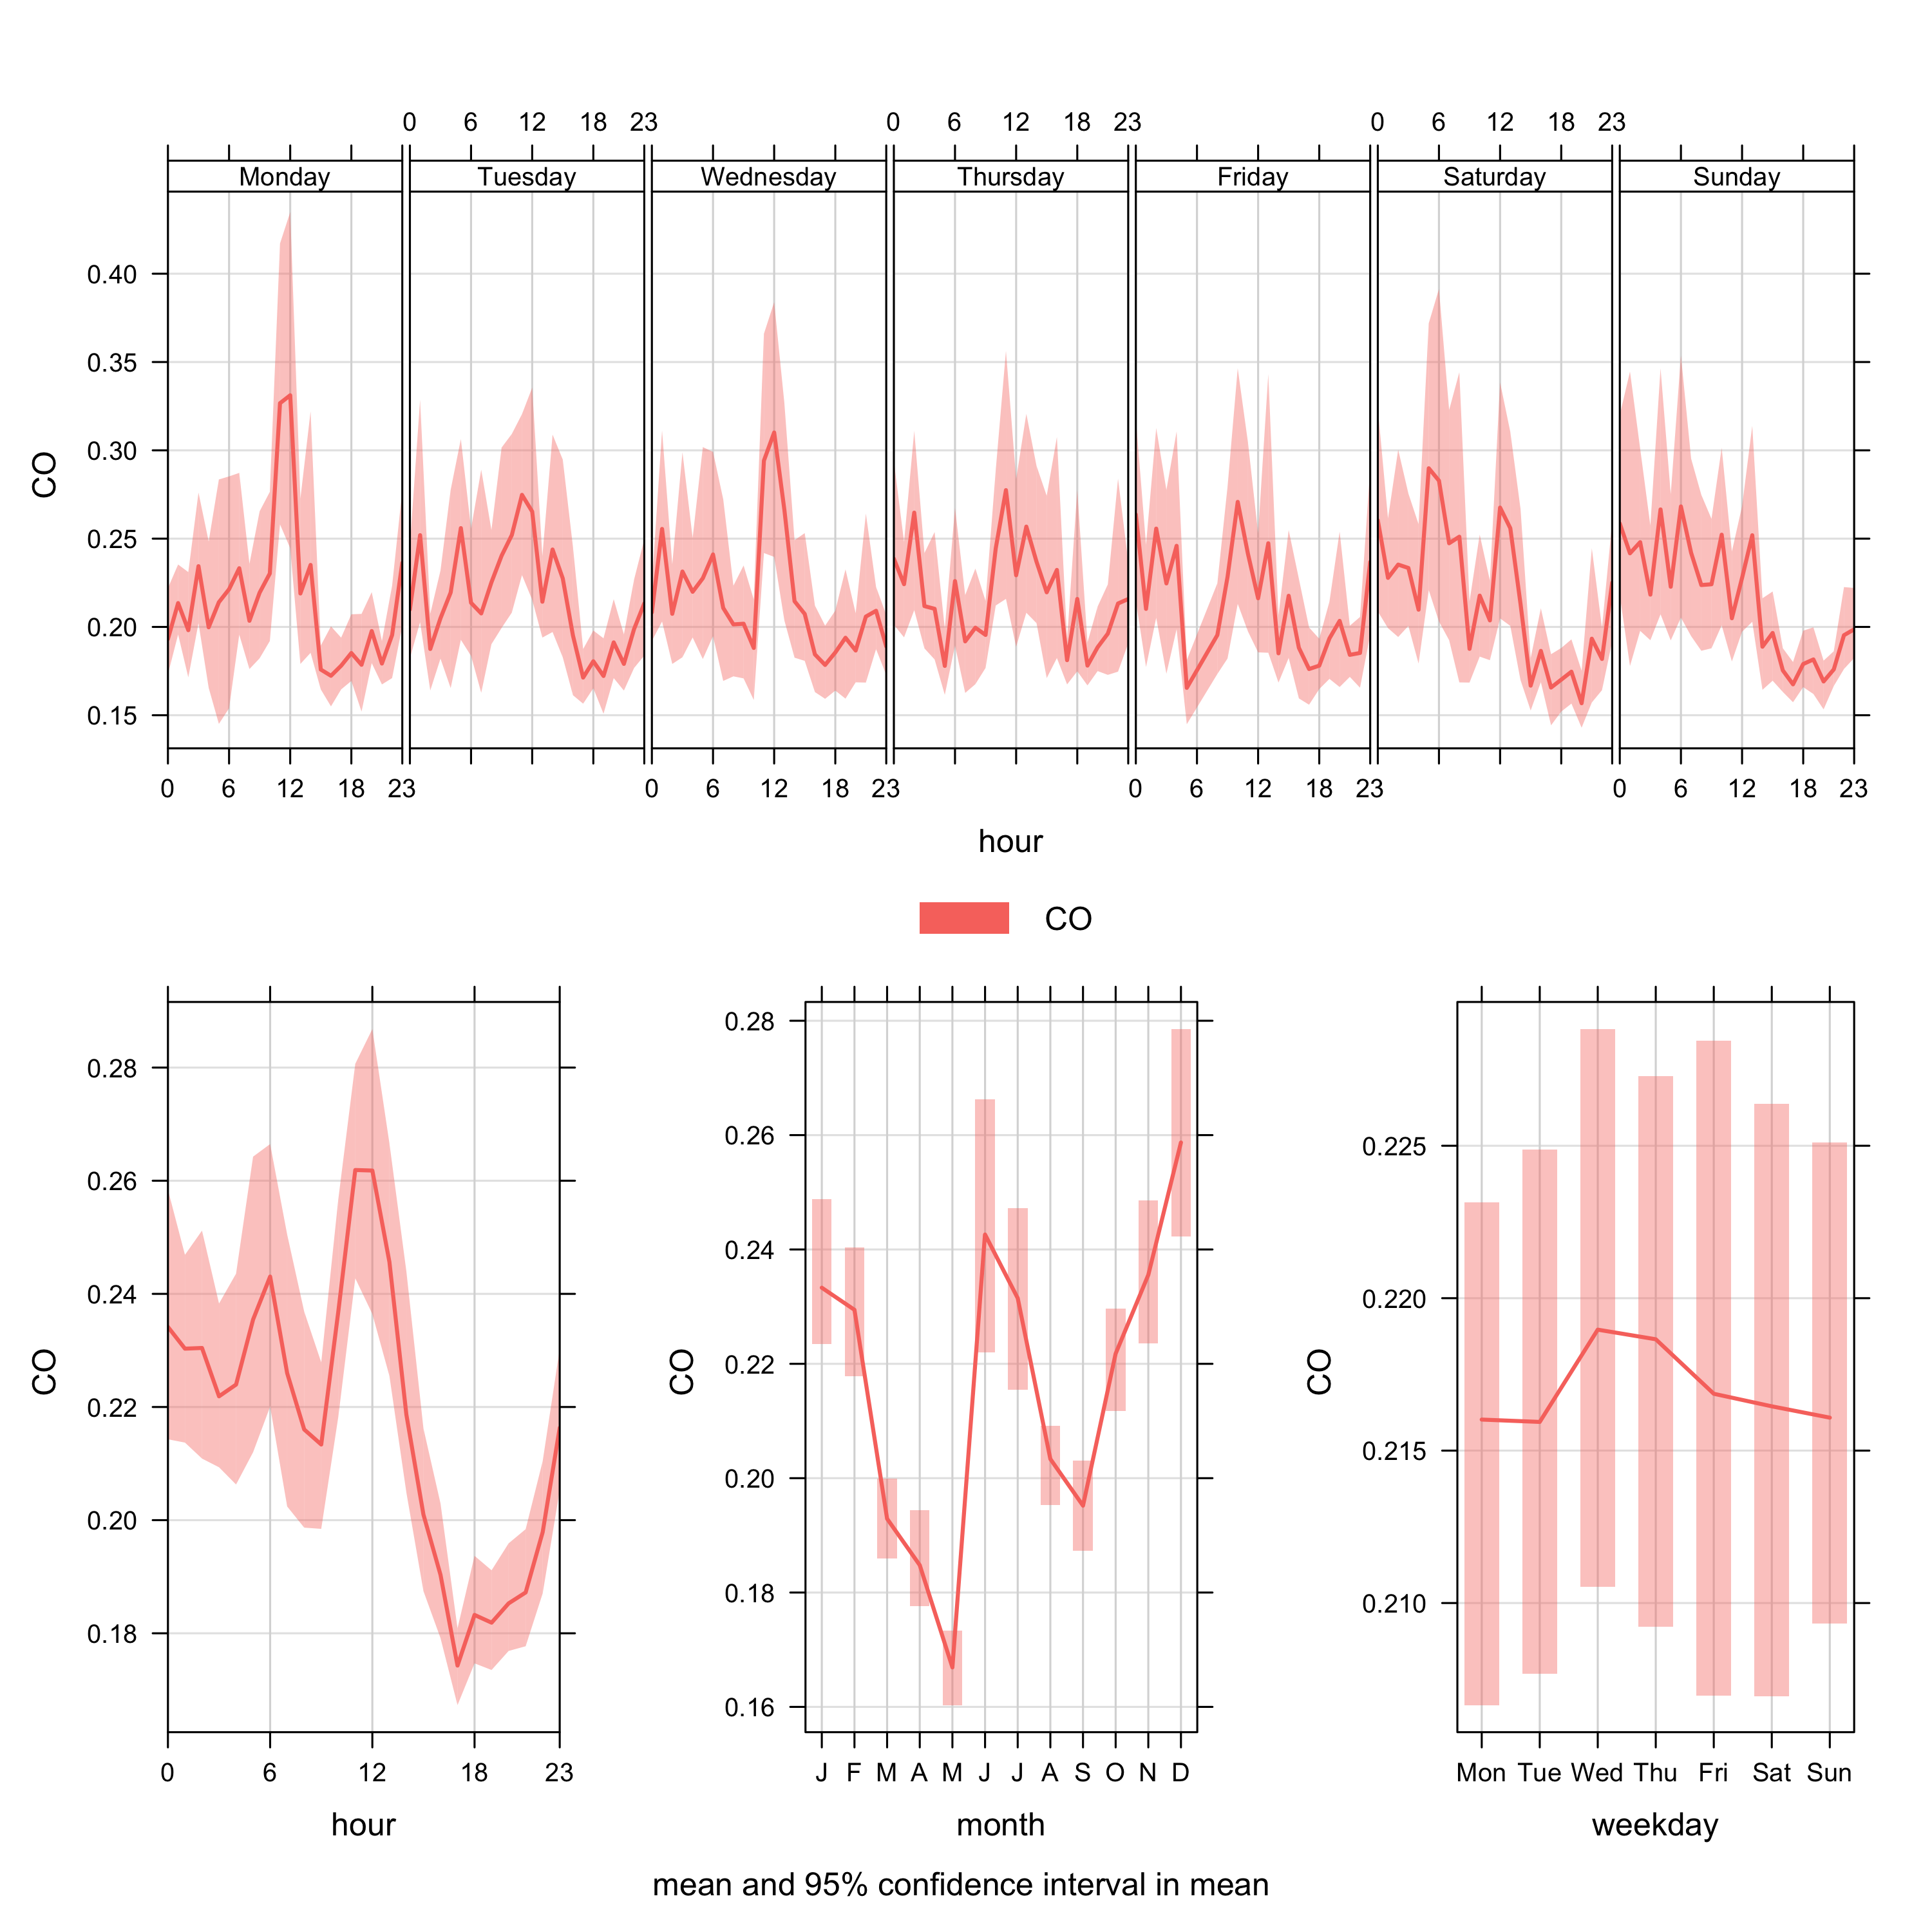 0 6 12 18 23 0 6 12 18 23 0 6 12 18 23
Monday Tuesday Wednesday Thursday Friday Saturday Sunday
0.40
0.35
0.30
0.25
0.20
0.15
CO
0 6 12 18 23 0 6 12 18 23 0 6 12 18 23 0 6 12 18 23
hour
CO
0.28
0.26
0.24
0.22
0.20
0.18
CO
0 6 12 18 23
hour
0.28
0.26
0.24
0.22
0.20
0.18
0.16
CO
J F M A M J J A S O N D
month
0.225
0.220
0.215
0.210
CO
Mon Tue Wed Thu Fri Sat Sun
weekday
mean and 95% confidence interval in mean